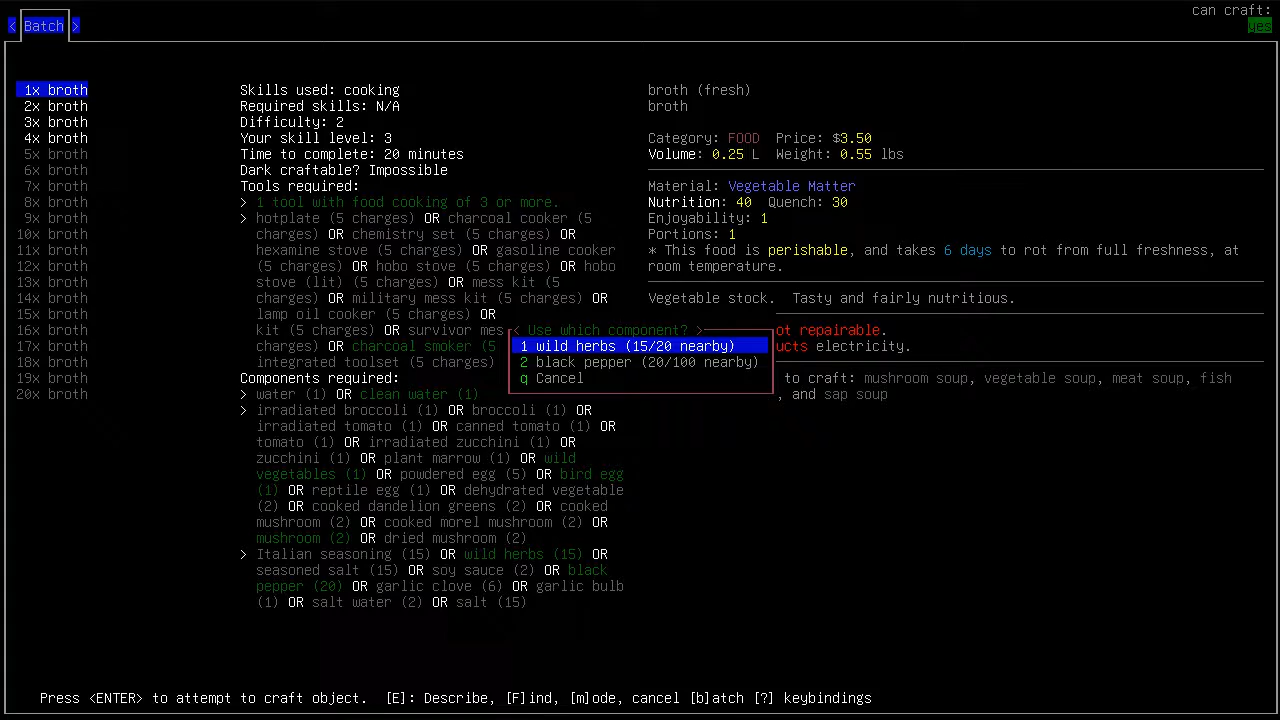 can craft:
< Batch >
yes
1x broth
2x broth
3x broth
4x broth
5x broth
6x broth
7x broth
8x broth
9x broth
10x broth
11x broth
12x broth
13x broth
14x broth
15x broth
16x broth
17x broth
18x broth
19x broth
20x broth
Skills used: cooking
Required skills: N/A
Difficulty: 2
Your skill level: 3
Time to complete: 20 minutes
Dark craftable? Impossible
Tools required:
> 1 tool with food cooking of 3 or more.
> hotplate (5 charges) OR charcoal cooker (5
charges) OR chemistry set (5 charges) OR
hexamine stove (5 charges) OR gasoline cooker
(5 charges) OR hobo stove (5 charges) OR hobo
stove (lit) (5 charges) OR mess kit (5
charges) OR military mess kit (5 charges) OR
lamp oil cooker (5 charges) OR
kit (5 charges) OR survivor mes
charges) OR charcoal smoker (5
integrated toolset (5 charges)
Components required:
> water (1) OR clean water (1)
> irradiated broccoli (1) OR broccoli (1) OR
irradiated tomato (1) OR canned tomato (1) OR
tomato (1) OR irradiated zucchini (1) OR
zucchini (1) OR plant marrow (1) OR wild
vegetables (1) OR powdered egg (5) OR bird egg
(1) OR reptile egg (1) OR dehydrated vegetable
(2) OR cooked dandelion greens (2) OR cooked
mushroom (2) OR cooked morel mushroom (2) OR
mushroom (2) OR dried mushroom (2)
> Italian seasoning (15) OR wild herbs (15) OR
seasoned salt (15) OR soy sauce (2) OR black
pepper (20) OR garlic clove (6) OR garlic bulb
(1) OR salt water (2) OR salt (15)
broth (fresh)
broth
Category: FOOD Price: $3.50
Volume: 0.25 L Weight: 0.55 lbs
Material: Vegetable Matter
Nutrition: 40 Quench: 30
Enjoyability: 1
Portions: 1
* This food is perishable, and takes 6 days to rot from full freshness, at
room temperature.
Vegetable stock. Tasty and fairly nutritious.
ot repairable.
ucts electricity.
to craft: mushroom soup, vegetable soup, meat soup, fish
, and sap soup
< Use which component? >
1 wild herbs (15/20 nearby)
2 black pepper (20/100 nearby)
q Cancel
Press <ENTER> to attempt to craft object. [E]: Describe, [F]ind, [m]ode, cancel [b]atch [?] keybindings